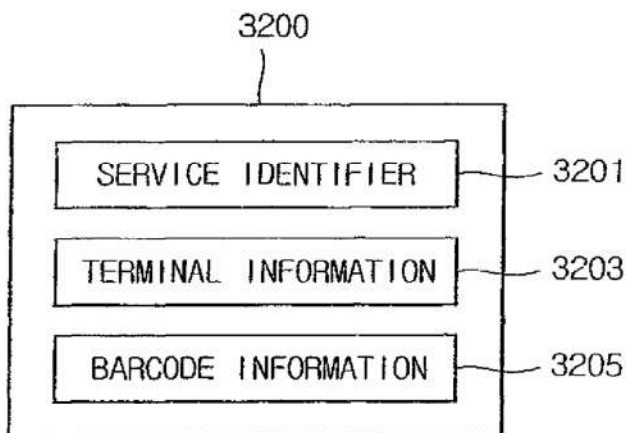 3200
SERVICE IDENTIFIER 3201
TERMINAL INFORMATION 3203
BARCODE INFORMATION 3205